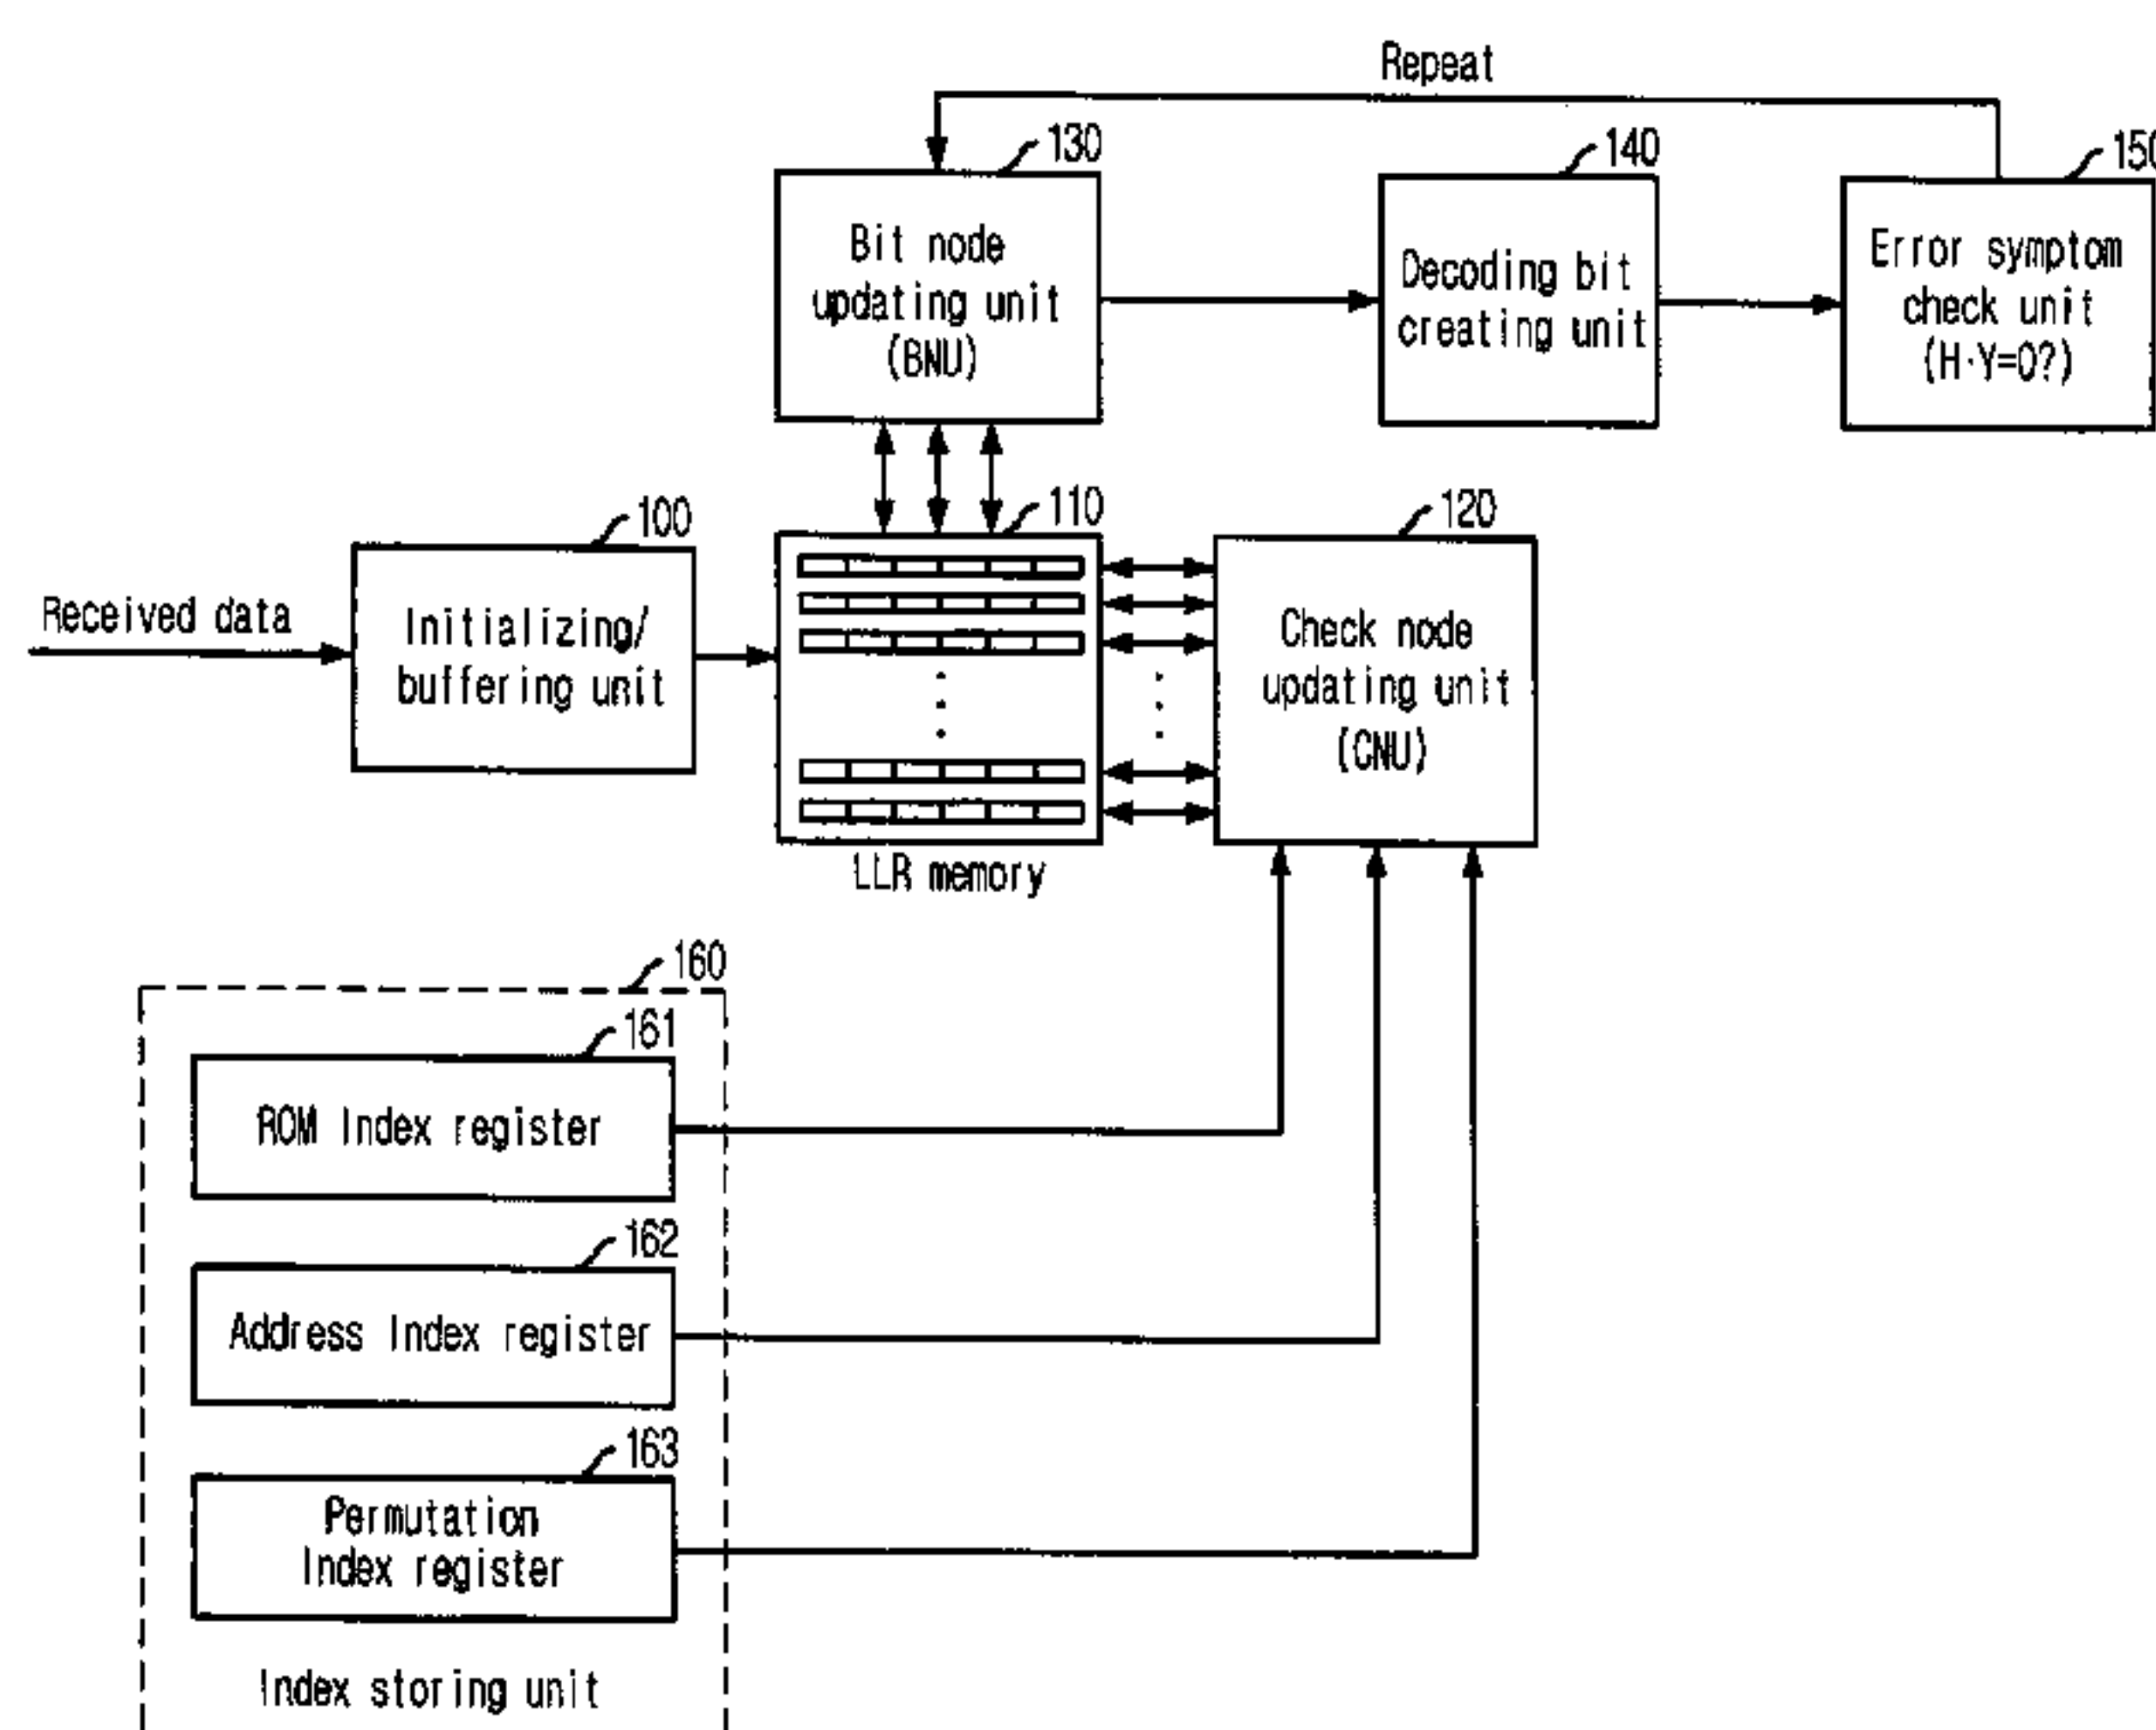 Repeat
130
140
150
Bit node
updating unit
(BNU)
Decoding bit
creating unit
Error symptom
check unit
(H·Y=0?)
100
110
120
Received data
Initializing/
buffering unit
Check node
updating unit
(CNU)
LLR memory
160
161
ROM Index register
162
Address Index register
163
Permutation
Index register
Index storing unit